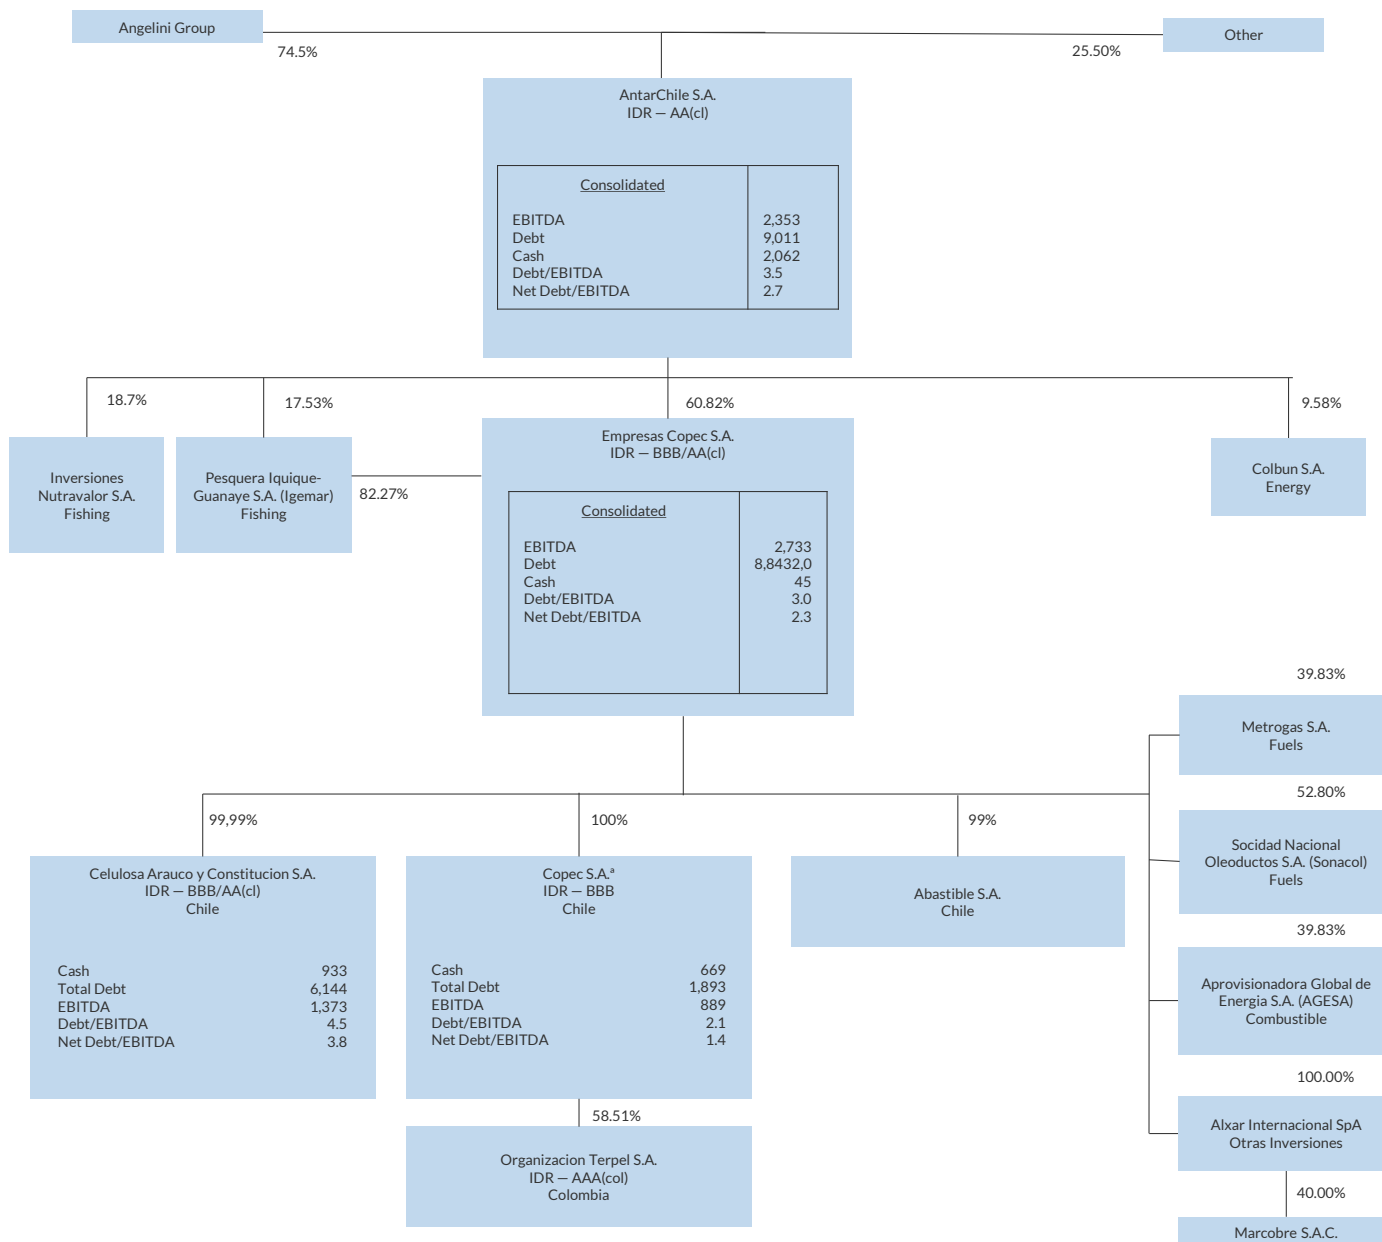 Angelini Group
Other
74.5%
25.50%
AntarChile S.A.
IDR — AA(cl)
Consolidated
EBITDA 2,353
Debt 9,011
Cash 2,062
Debt/EBITDA 3.5
Net Debt/EBITDA 2.7
18.7%
17.53%
60.82%
9.58%
Inversiones
Nutravalor S.A.
Fishing
Pesquera Iquique-
Guanaye S.A. (Igemar)
Fishing
82.27%
Empresas Copec S.A.
IDR — BBB/AA(cl)
Consolidated
EBITDA 2,733
Debt 8,8432,0
Cash 45
Debt/EBITDA 3.0
Net Debt/EBITDA 2.3
Colbun S.A.
Energy
39.83%
Metrogas S.A.
Fuels
52.80%
Socidad Nacional
Oleoductos S.A. (Sonacol)
Fuels
39.83%
Aprovisionadora Global de
Energia S.A. (AGESA)
Combustible
100.00%
Alxar Internacional SpA
Otras Inversiones
40.00%
Marcobre S.A.C.
99,99%
100%
99%
Celulosa Arauco y Constitucion S.A.
IDR — BBB/AA(cl)
Chile
Cash 933
Total Debt 6,144
EBITDA 1,373
Debt/EBITDA 4.5
Net Debt/EBITDA 3.8
Copec S.A.ª
IDR — BBB
Chile
Cash 669
Total Debt 1,893
EBITDA 889
Debt/EBITDA 2.1
Net Debt/EBITDA 1.4
Abastible S.A.
Chile
58.51%
Organizacion Terpel S.A.
IDR — AAA(col)
Colombia